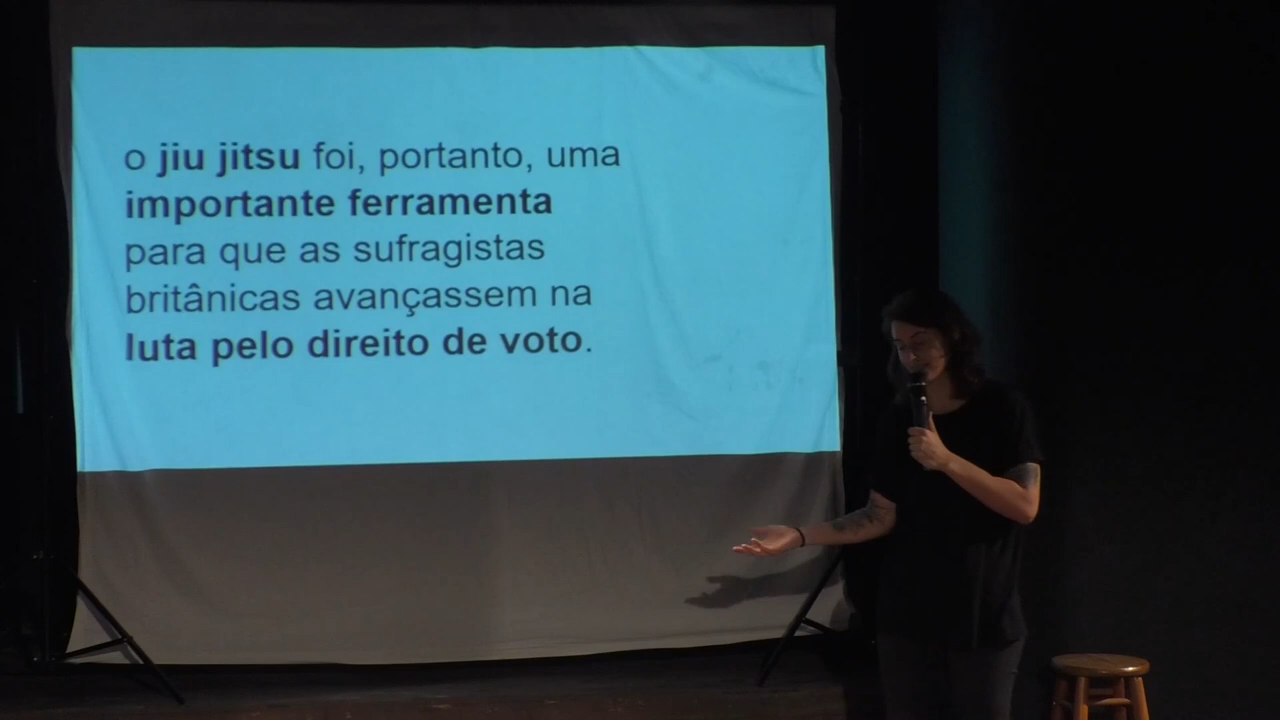 o jiu jitsu foi, portanto, uma
importante ferramenta
para que as sufragistas
britânicas avançassem na
luta pelo direito de voto.